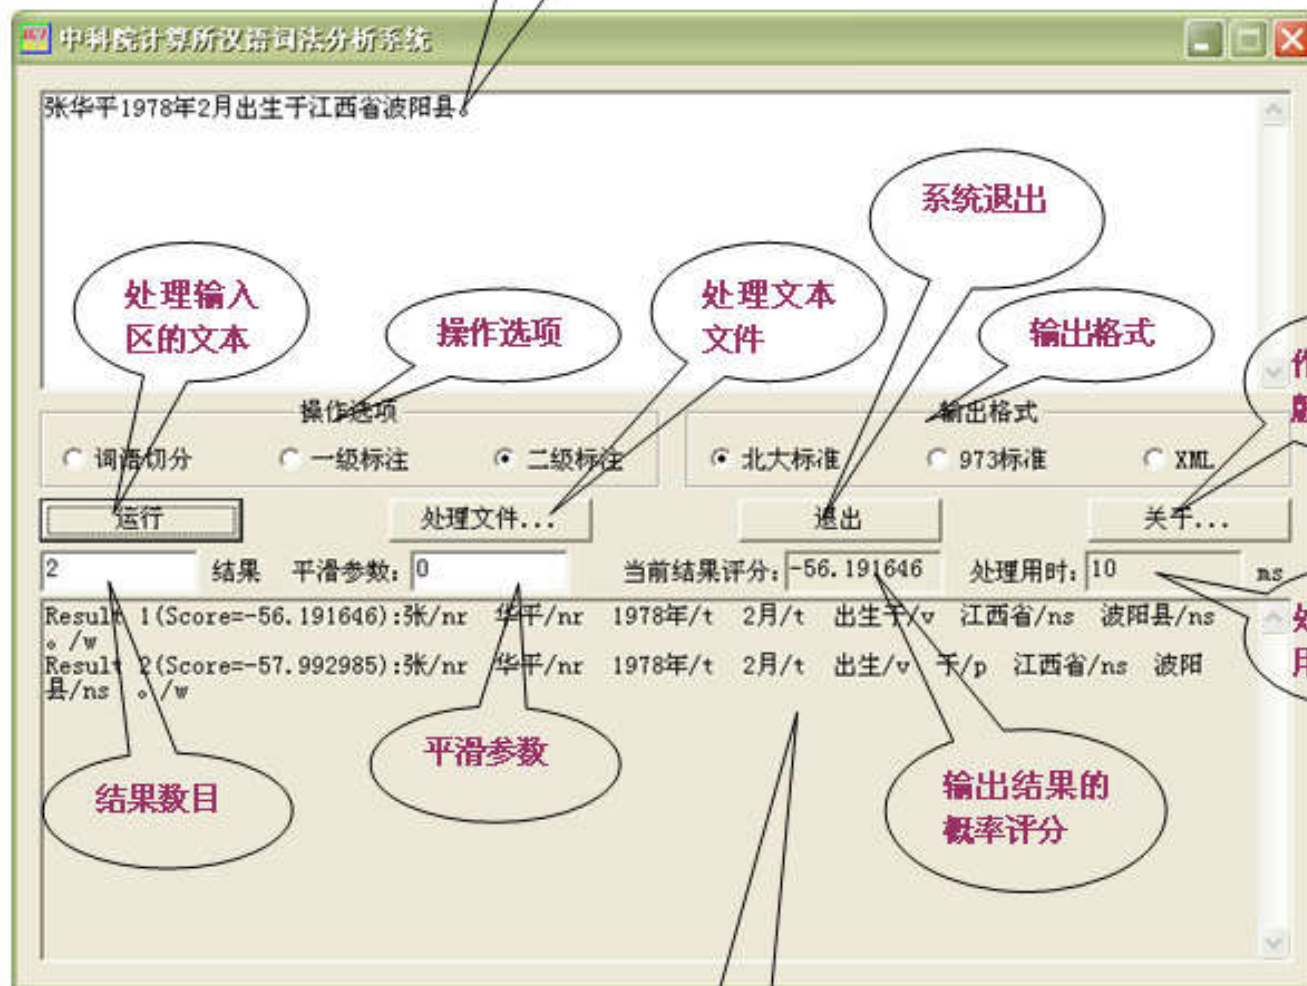 中科院计算所汉语词法分析系统
张华平1978年2月出生于江西省波阳县。
系统退出
处理输入
区的文本
操作选项
处理文本
文件
输出格式
操作选项
输出格式
词语切分 一级标注 二级标注 北大标准 973标准 XML
运行 处理文件... 退出 关于...
2 结果 平滑参数: 0 当前结果评分: -56.191646 处理用时: 10 ms
Result 1(Score=-56.191646):张/nr 华平/nr 1978年/t 2月/t 出生于/v 江西省/ns 波阳县/ns
。/w
Result 2(Score=-57.992985):张/nr 华平/nr 1978年/t 2月/t 出生/v 于/p 江西省/ns 波阳
县/ns 。/w
平滑参数
结果数目
输出结果的
概率评分